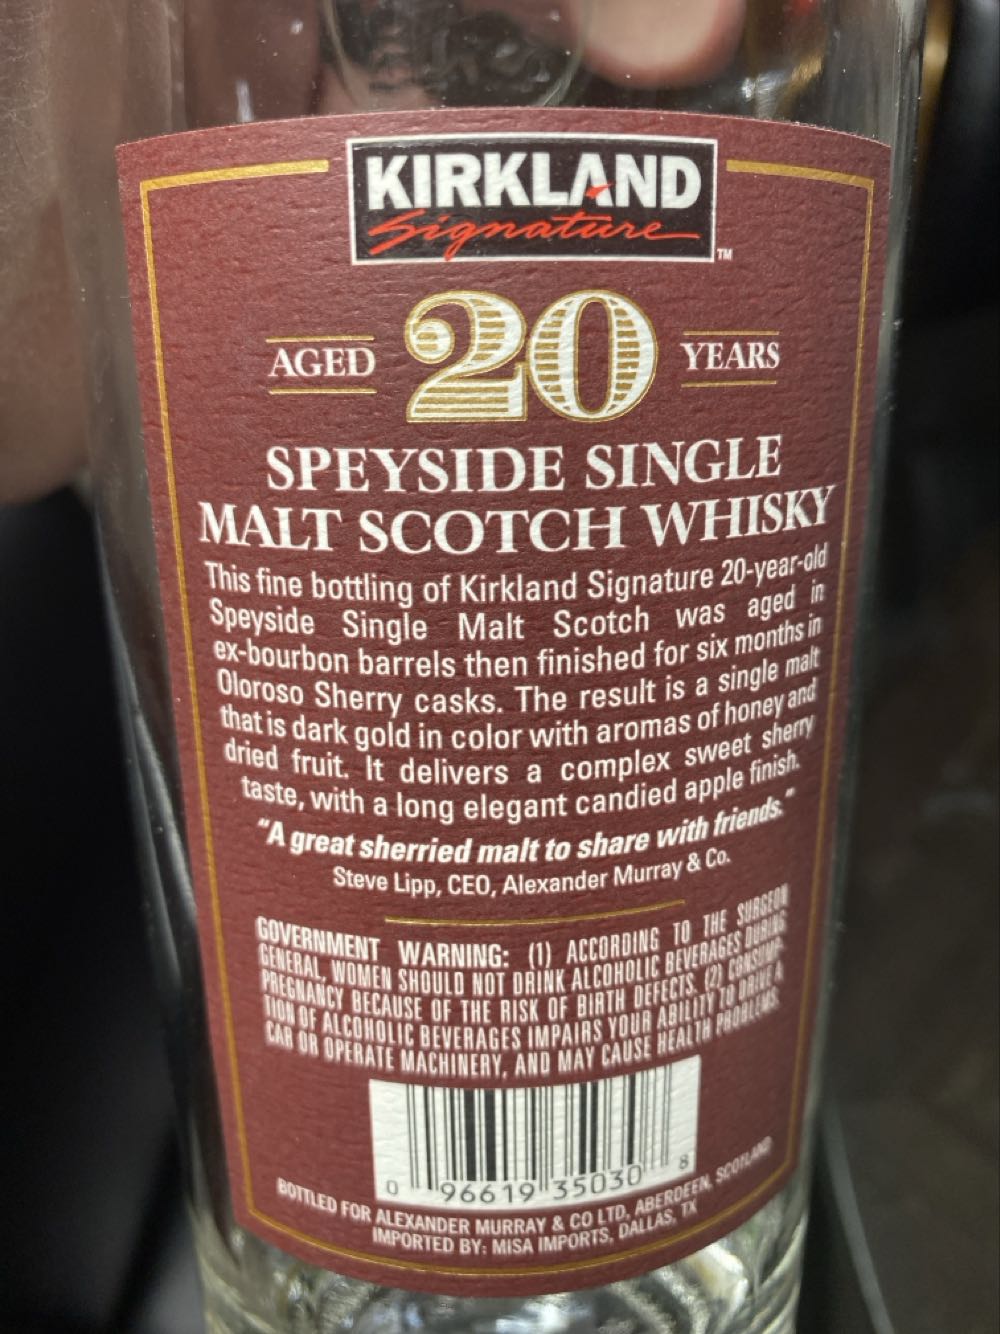 KIRKLAND
Signature™
AGED 20 YEARS
SPEYSIDE SINGLE
MALT SCOTCH WHISKY
This fine bottling of Kirkland Signature 20-year-old
Speyside Single Malt Scotch was aged in
ex-bourbon barrels then finished for six months in
Oloroso Sherry casks. The result is a single malt
that is dark gold in color with aromas of honey and
dried fruit. It delivers a complex sweet sherry
taste, with a long elegant candied apple finish.
"A great sherried malt to share with friends."
Steve Lipp, CEO, Alexander Murray & Co.
GOVERNMENT WARNING: (1) ACCORDING TO THE SURGEON
GENERAL, WOMEN SHOULD NOT DRINK ALCOHOLIC BEVERAGES DURING
PREGNANCY BECAUSE OF THE RISK OF BIRTH DEFECTS. (2) CONSUMP-
TION OF ALCOHOLIC BEVERAGES IMPAIRS YOUR ABILITY TO DRIVE A
CAR OR OPERATE MACHINERY, AND MAY CAUSE HEALTH PROBLEMS.
0 96619 35030 8
BOTTLED FOR ALEXANDER MURRAY & CO LTD, ABERDEEN, SCOTLAND
IMPORTED BY: MISA IMPORTS, DALLAS, TX